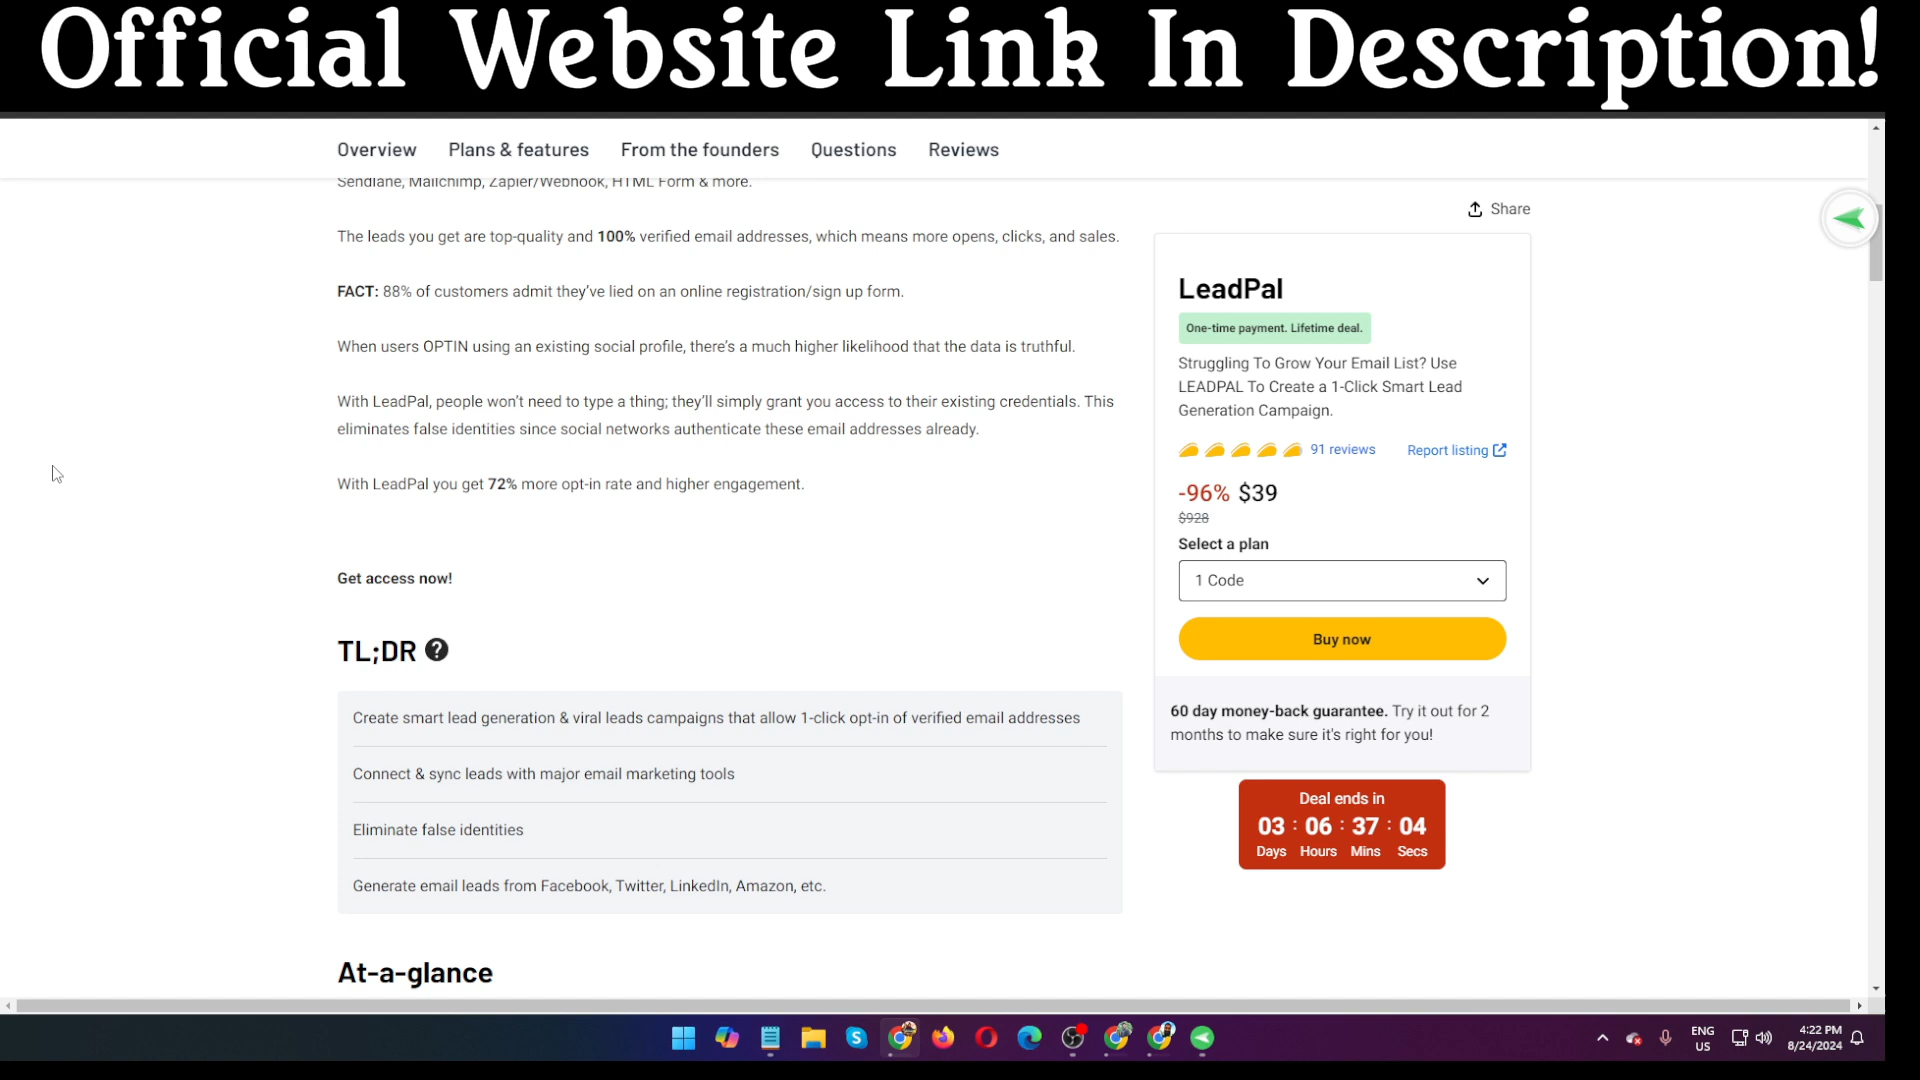 Official Website Link In Description!
Overview Plans & features From the founders Questions Reviews
Sendlane, Mailchimp, Zapier/Webhook, HTML Form & more.
The leads you get are top-quality and 100% verified email addresses, which means more opens, clicks, and sales.
FACT: 88% of customers admit they've lied on an online registration/sign up form.
When users OPTIN using an existing social profile, there's a much higher likelihood that the data is truthful.
With LeadPal, people won't need to type a thing; they'll simply grant you access to their existing credentials. This
eliminates false identities since social networks authenticate these email addresses already.
With LeadPal you get 72% more opt-in rate and higher engagement.
Get access now!
TL;DR ?
Create smart lead generation & viral leads campaigns that allow 1-click opt-in of verified email addresses
Connect & sync leads with major email marketing tools
Eliminate false identities
Generate email leads from Facebook, Twitter, LinkedIn, Amazon, etc.
At-a-glance
Share
LeadPal
One-time payment. Lifetime deal.
Struggling To Grow Your Email List? Use
LEADPAL To Create a 1-Click Smart Lead
Generation Campaign.
91 reviews Report listing
-96% $39
$928
Select a plan
1 Code
Buy now
60 day money-back guarantee. Try it out for 2
months to make sure it's right for you!
Deal ends in
03 : 06 : 37 : 04
Days Hours Mins Secs
ENG
US
4:22 PM
8/24/2024